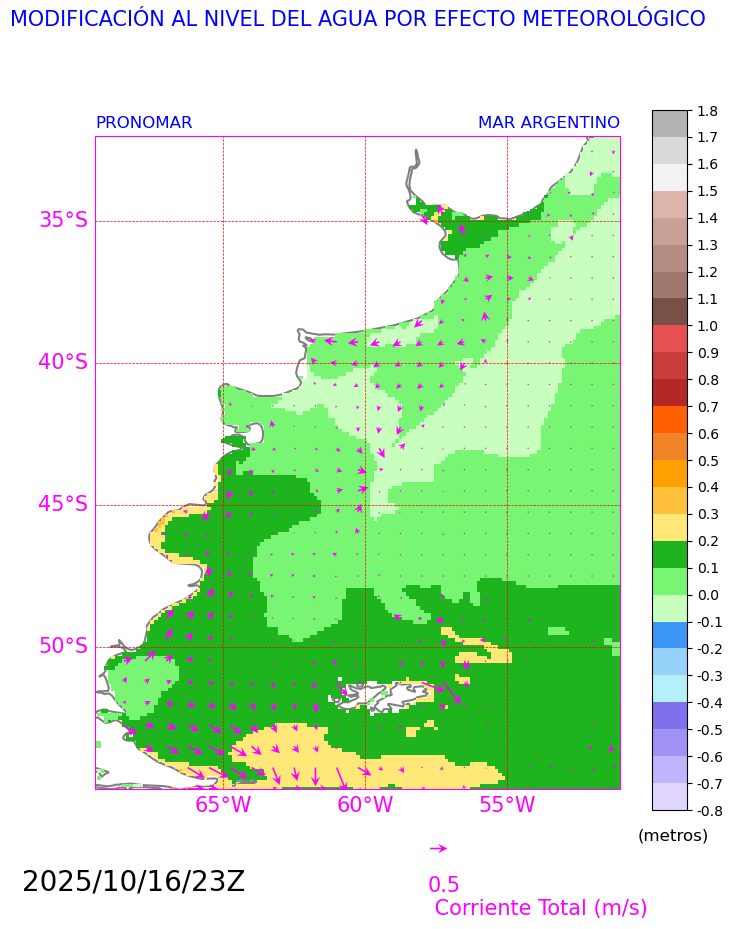 MODIFICACIÓN AL NIVEL DEL AGUA POR EFECTO METEOROLÓGICO
PRONOMAR
MAR ARGENTINO
35°S
40°S
45°S
50°S
65°W
60°W
55°W
1.8
1.7
1.6
1.5
1.4
1.3
1.2
1.1
1.0
0.9
0.8
0.7
0.6
0.5
0.4
0.3
0.2
0.1
0.0
-0.1
-0.2
-0.3
-0.4
-0.5
-0.6
-0.7
-0.8
(metros)
2025/10/16/23Z
0.5
Corriente Total (m/s)